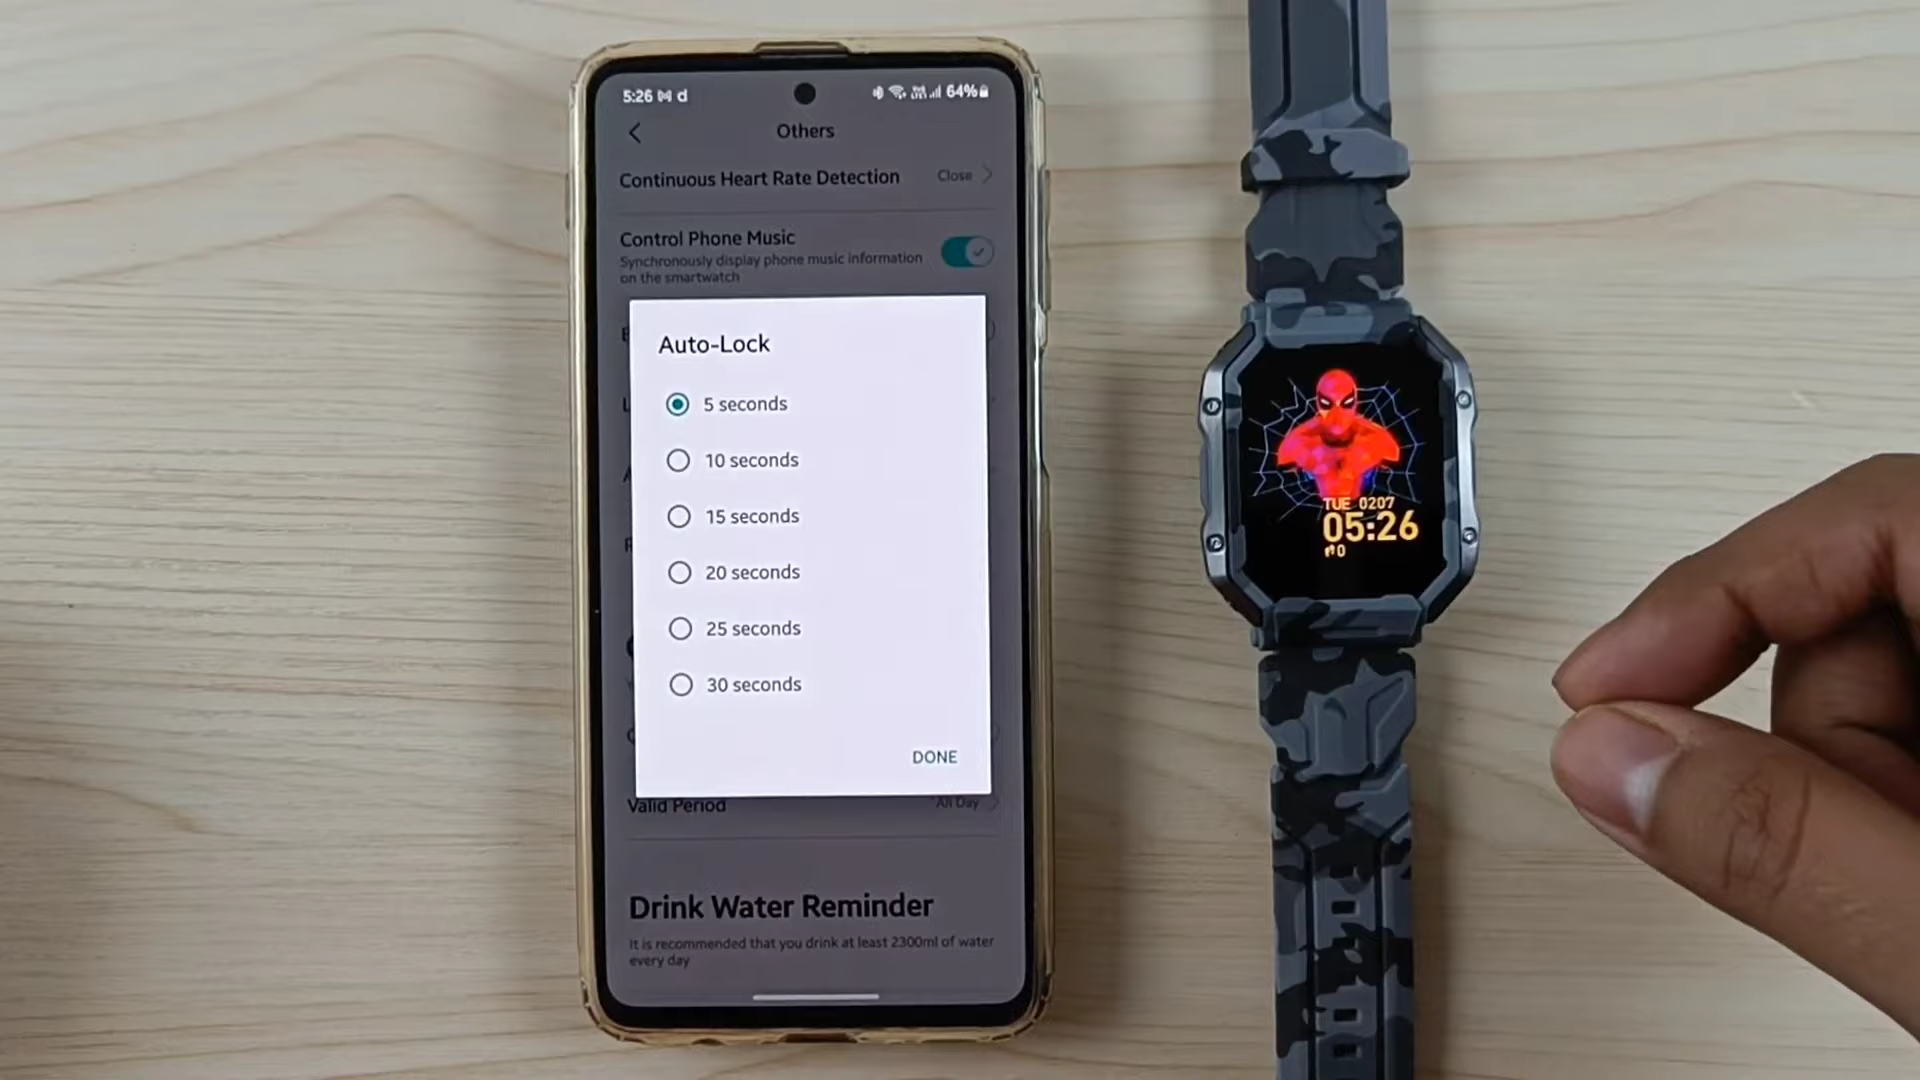 5:26 M d
64%
Others
Continuous Heart Rate Detection
Close
Control Phone Music
Synchronously display phone music information
on the smartwatch
Auto-Lock
5 seconds
10 seconds
15 seconds
20 seconds
25 seconds
30 seconds
DONE
Valid Period
All Day
Drink Water Reminder
It is recommended that you drink at least 2300ml of water
every day
TUE 0207
05:26
0